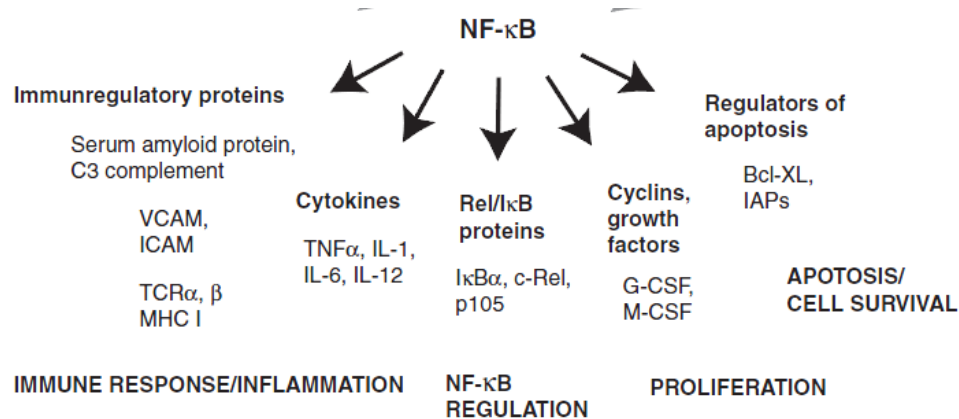 NF-κB
Immunregulatory proteins
Serum amyloid protein,
C3 complement
VCAM,
ICAM
TCRα, β
MHC I
Cytokines
TNFα, IL-1,
IL-6, IL-12
Rel/IκB
proteins
IκBα, c-Rel,
p105
Cyclins,
growth
factors
G-CSF,
M-CSF
Regulators of
apoptosis
Bcl-XL,
IAPs
APOTOSIS/
CELL SURVIVAL
IMMUNE RESPONSE/INFLAMMATION
NF-κB
REGULATION
PROLIFERATION